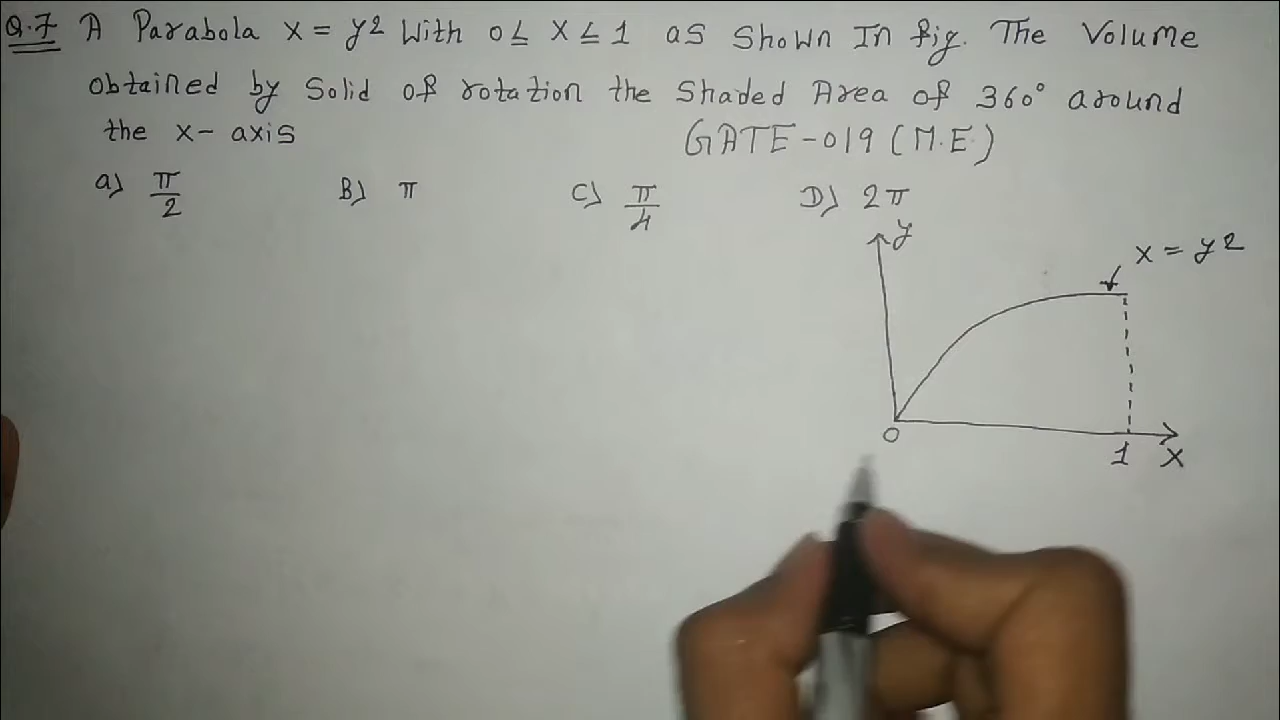 Q.7 A Parabola x = y2 With 0 ≤ x ≤ 1 as Shown In fig. The Volume
obtained by Solid of rotation the Shaded Area of 360° around
the x- axis
GATE-019 (M.E.)
a) π/2 B) π C) π/4 D) 2π
y
x = y2
0
1 X